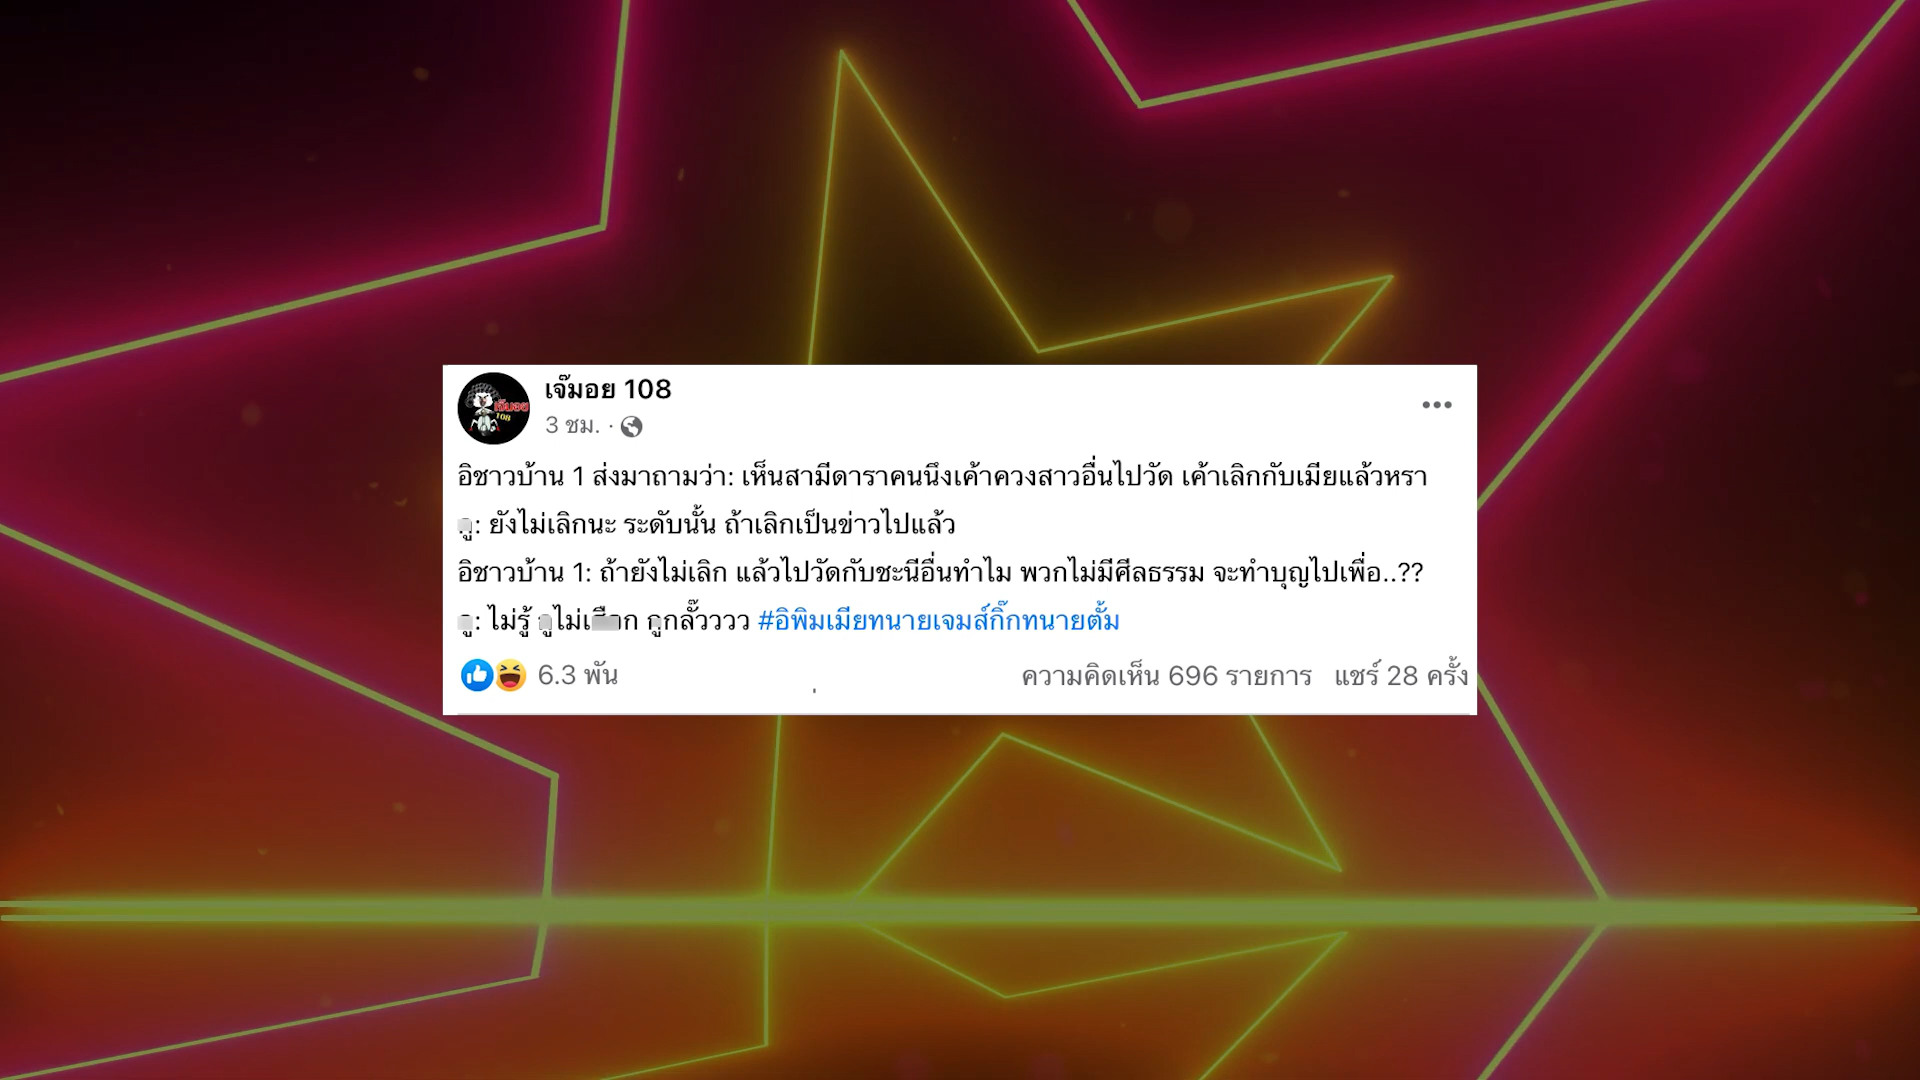 เจ๊มอย 108
3 ชม.
เจ๊มอย
108
อิชาวบ้าน 1 ส่งมาถามว่า: เห็นสามีดาราคนนึงเค้าควงสาวอื่นไปวัด เค้าเลิกกับเมียแล้วหรา
: ยังไม่เลิกนะ ระดับนั้น ถ้าเลิกเป็นข่าวไปแล้ว
อิชาวบ้าน 1: ถ้ายังไม่เลิก แล้วไปวัดกับชะนีอื่นทำไม พวกไม่มีศีลธรรม จะทำบุญไปเพื่อ..??
: ไม่รู้ กูกลั๊วววว #อิพิมเมียทนายเจมส์กิ๊กทนายตั้ม
6.3 พัน
ความคิดเห็น 696 รายการ แชร์ 28 ครั้ง